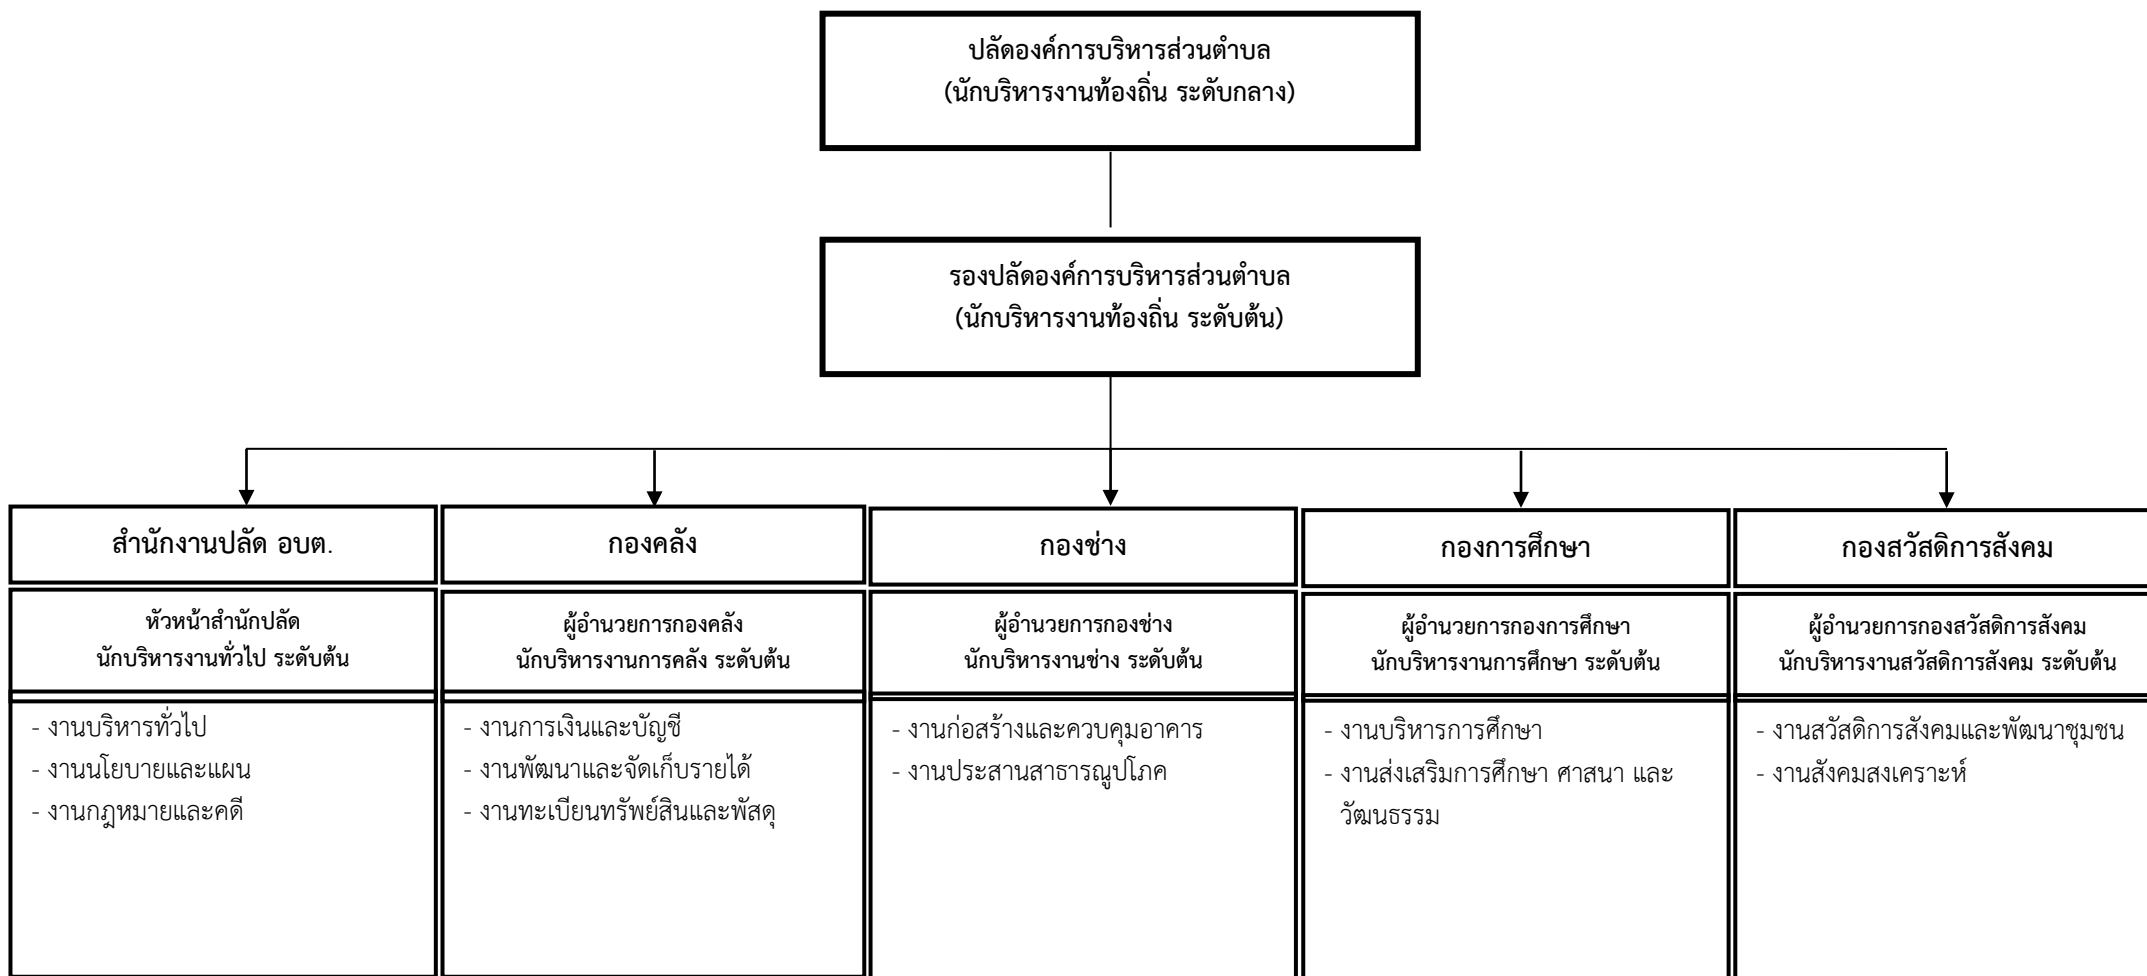 ปลัดองค์การบริหารส่วนตำบล
(นักบริหารงานท้องถิ่น ระดับกลาง)
รองปลัดองค์การบริหารส่วนตำบล
(นักบริหารงานท้องถิ่น ระดับต้น)
สำนักงานปลัด อบต.
หัวหน้าสำนักปลัด
นักบริหารงานทั่วไป ระดับต้น
- งานบริหารทั่วไป
- งานนโยบายและแผน
- งานกฎหมายและคดี
กองคลัง
ผู้อำนวยการกองคลัง
นักบริหารงานการคลัง ระดับต้น
- งานการเงินและบัญชี
- งานพัฒนาและจัดเก็บรายได้
- งานทะเบียนทรัพย์สินและพัสดุ
กองช่าง
ผู้อำนวยการกองช่าง
นักบริหารงานช่าง ระดับต้น
- งานก่อสร้างและควบคุมอาคาร
- งานประสานสาธารณูปโภค
กองการศึกษา
ผู้อำนวยการกองการศึกษา
นักบริหารงานการศึกษา ระดับต้น
- งานบริหารการศึกษา
- งานส่งเสริมการศึกษา ศาสนา และ
วัฒนธรรม
กองสวัสดิการสังคม
ผู้อำนวยการกองสวัสดิการสังคม
นักบริหารงานสวัสดิการสังคม ระดับต้น
- งานสวัสดิการสังคมและพัฒนาชุมชน
- งานสังคมสงเคราะห์